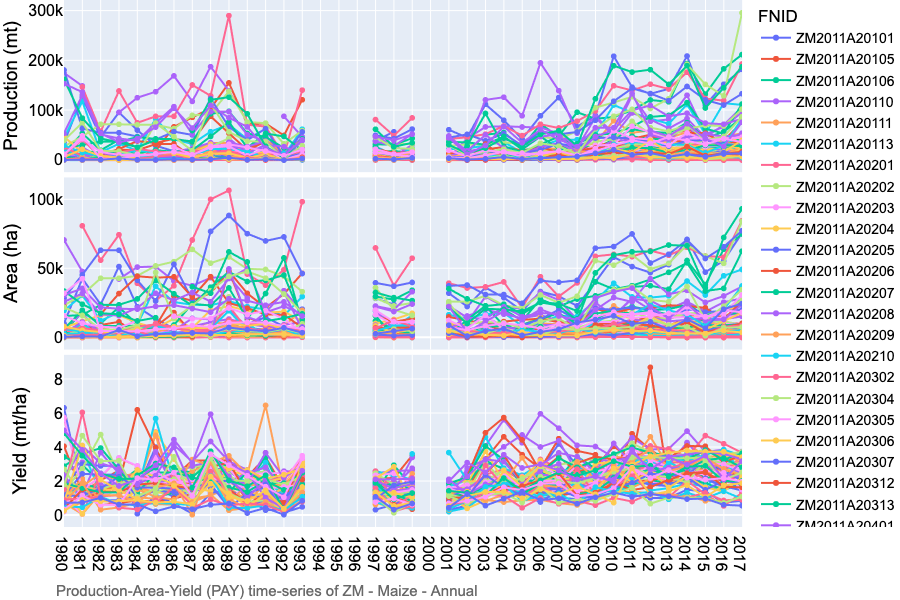 300k
200k
100k
0
Production (mt)
100k
50k
0
Area (ha)
8
6
4
2
0
Yield (mt/ha)
1980 1981 1982 1983 1984 1985 1986 1987 1988 1989 1990 1991 1992 1993 1994 1995 1996 1997 1998 1999 2000 2001 2002 2003 2004 2005 2006 2007 2008 2009 2010 2011 2012 2013 2014 2015 2016 2017
Production-Area-Yield (PAY) time-series of ZM - Maize - Annual
FNID
ZM2011A20101
ZM2011A20105
ZM2011A20106
ZM2011A20110
ZM2011A20111
ZM2011A20113
ZM2011A20201
ZM2011A20202
ZM2011A20203
ZM2011A20204
ZM2011A20205
ZM2011A20206
ZM2011A20207
ZM2011A20208
ZM2011A20209
ZM2011A20210
ZM2011A20302
ZM2011A20304
ZM2011A20305
ZM2011A20306
ZM2011A20307
ZM2011A20312
ZM2011A20313
ZM2011A20401